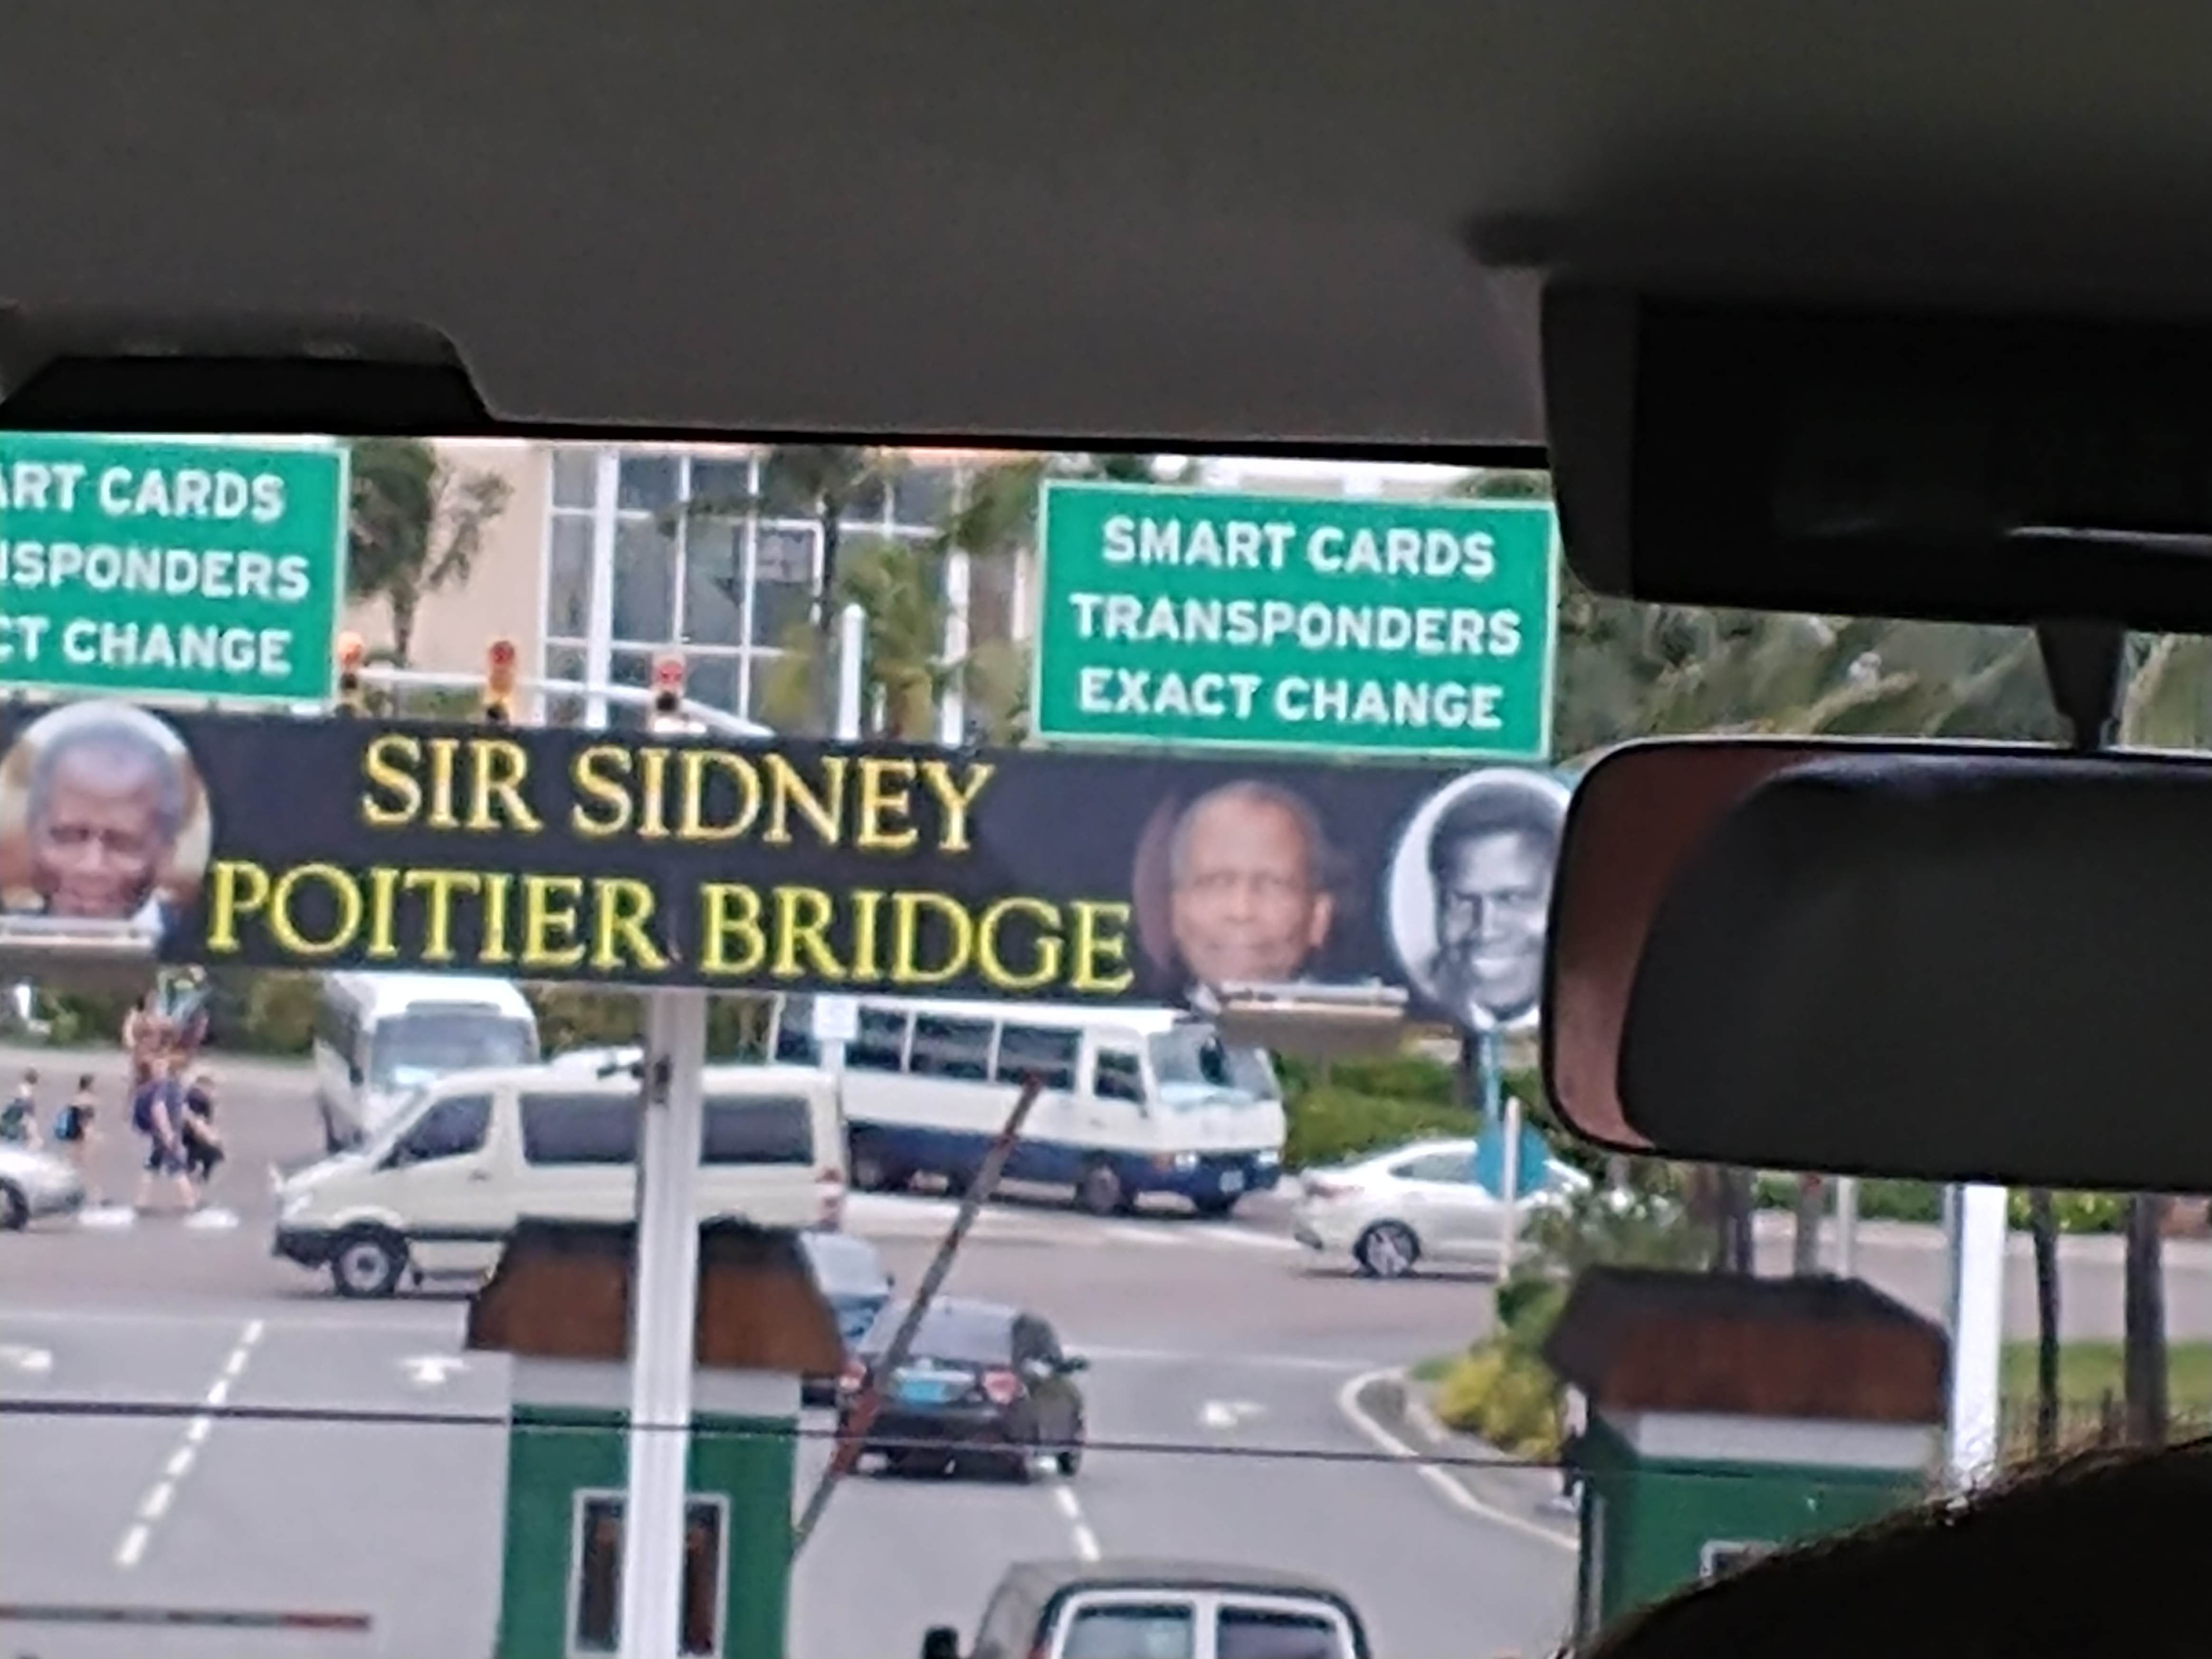 ART CARDS
NSPONDERS
CT CHANGE
SMART CARDS
TRANSPONDERS
EXACT CHANGE
SIR SIDNEY
POITIER BRIDGE